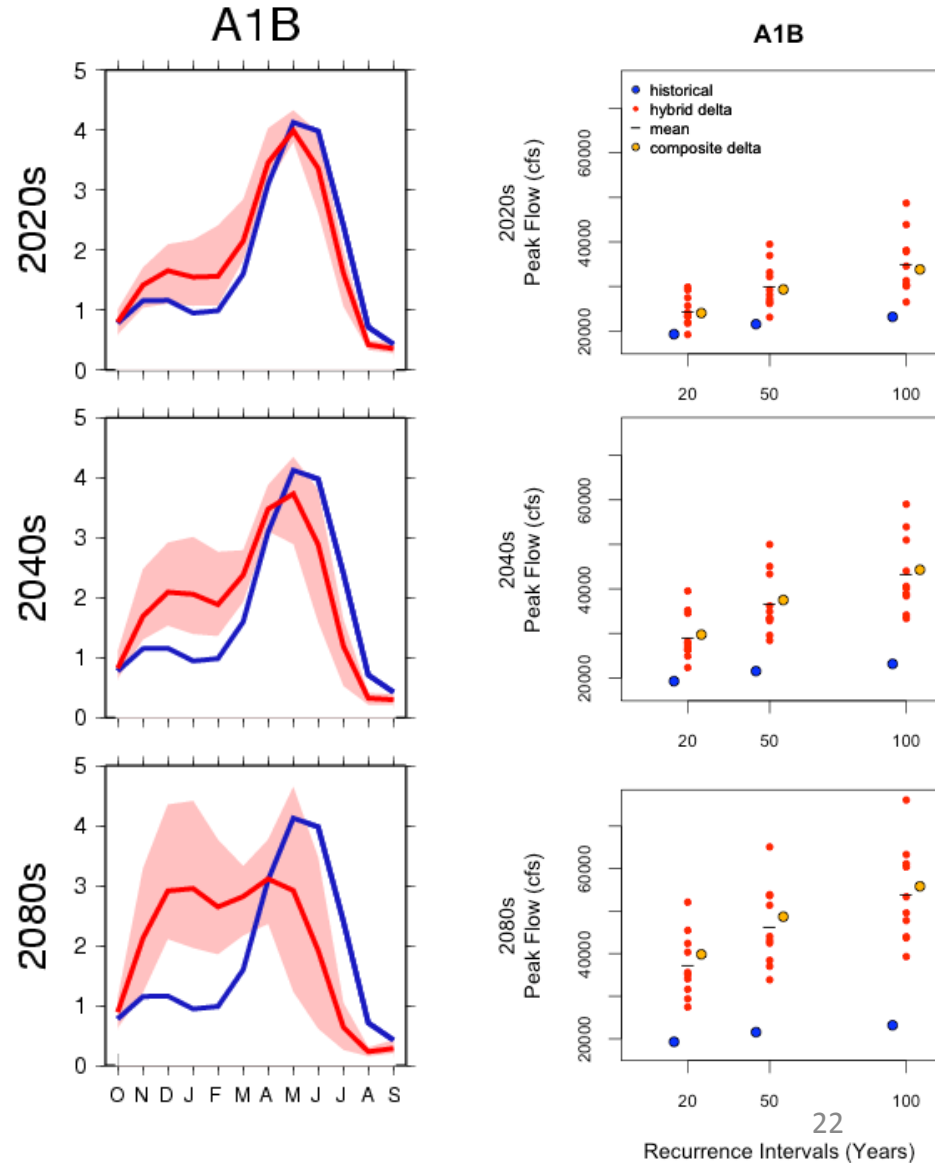 A1B
2020s
5
4
3
2
1
0
2040s
5
4
3
2
1
0
2080s
5
4
3
2
1
0
O N D J F M A M J J A S
A1B
historical
hybrid delta
mean
composite delta
2020s
Peak Flow (cfs)
60000
40000
20000
20 50 100
2040s
Peak Flow (cfs)
60000
40000
20000
20 50 100
2080s
Peak Flow (cfs)
60000
40000
20000
20 50 100
22
Recurrence Intervals (Years)